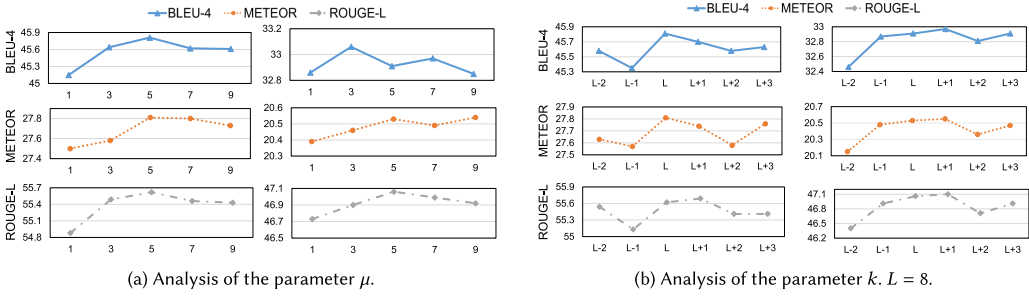 BLEU-4 METEOR ROUGE-L
BLEU-4 METEOR ROUGE-L
BLEU-4
45.9
45.6
45.3
45
1 3 5 7 9
33.2
33
32.8
1 3 5 7 9
METEOR
27.8
27.6
27.4
1 3 5 7 9
20.6
20.5
20.4
20.3
1 3 5 7 9
ROUGE-L
55.7
55.4
55.1
54.8
1 3 5 7 9
47.1
46.9
46.7
46.5
1 3 5 7 9
(a) Analysis of the parameter μ.
BLEU-4
45.9
45.7
45.5
45.3
L-2 L-1 L L+1 L+2 L+3
33
32.8
32.6
32.4
L-2 L-1 L L+1 L+2 L+3
METEOR
27.9
27.8
27.7
27.6
27.5
L-2 L-1 L L+1 L+2 L+3
20.7
20.5
20.3
20.1
L-2 L-1 L L+1 L+2 L+3
ROUGE-L
55.9
55.6
55.3
55
L-2 L-1 L L+1 L+2 L+3
47.1
46.8
46.5
46.2
L-2 L-1 L L+1 L+2 L+3
(b) Analysis of the parameter k. L = 8.